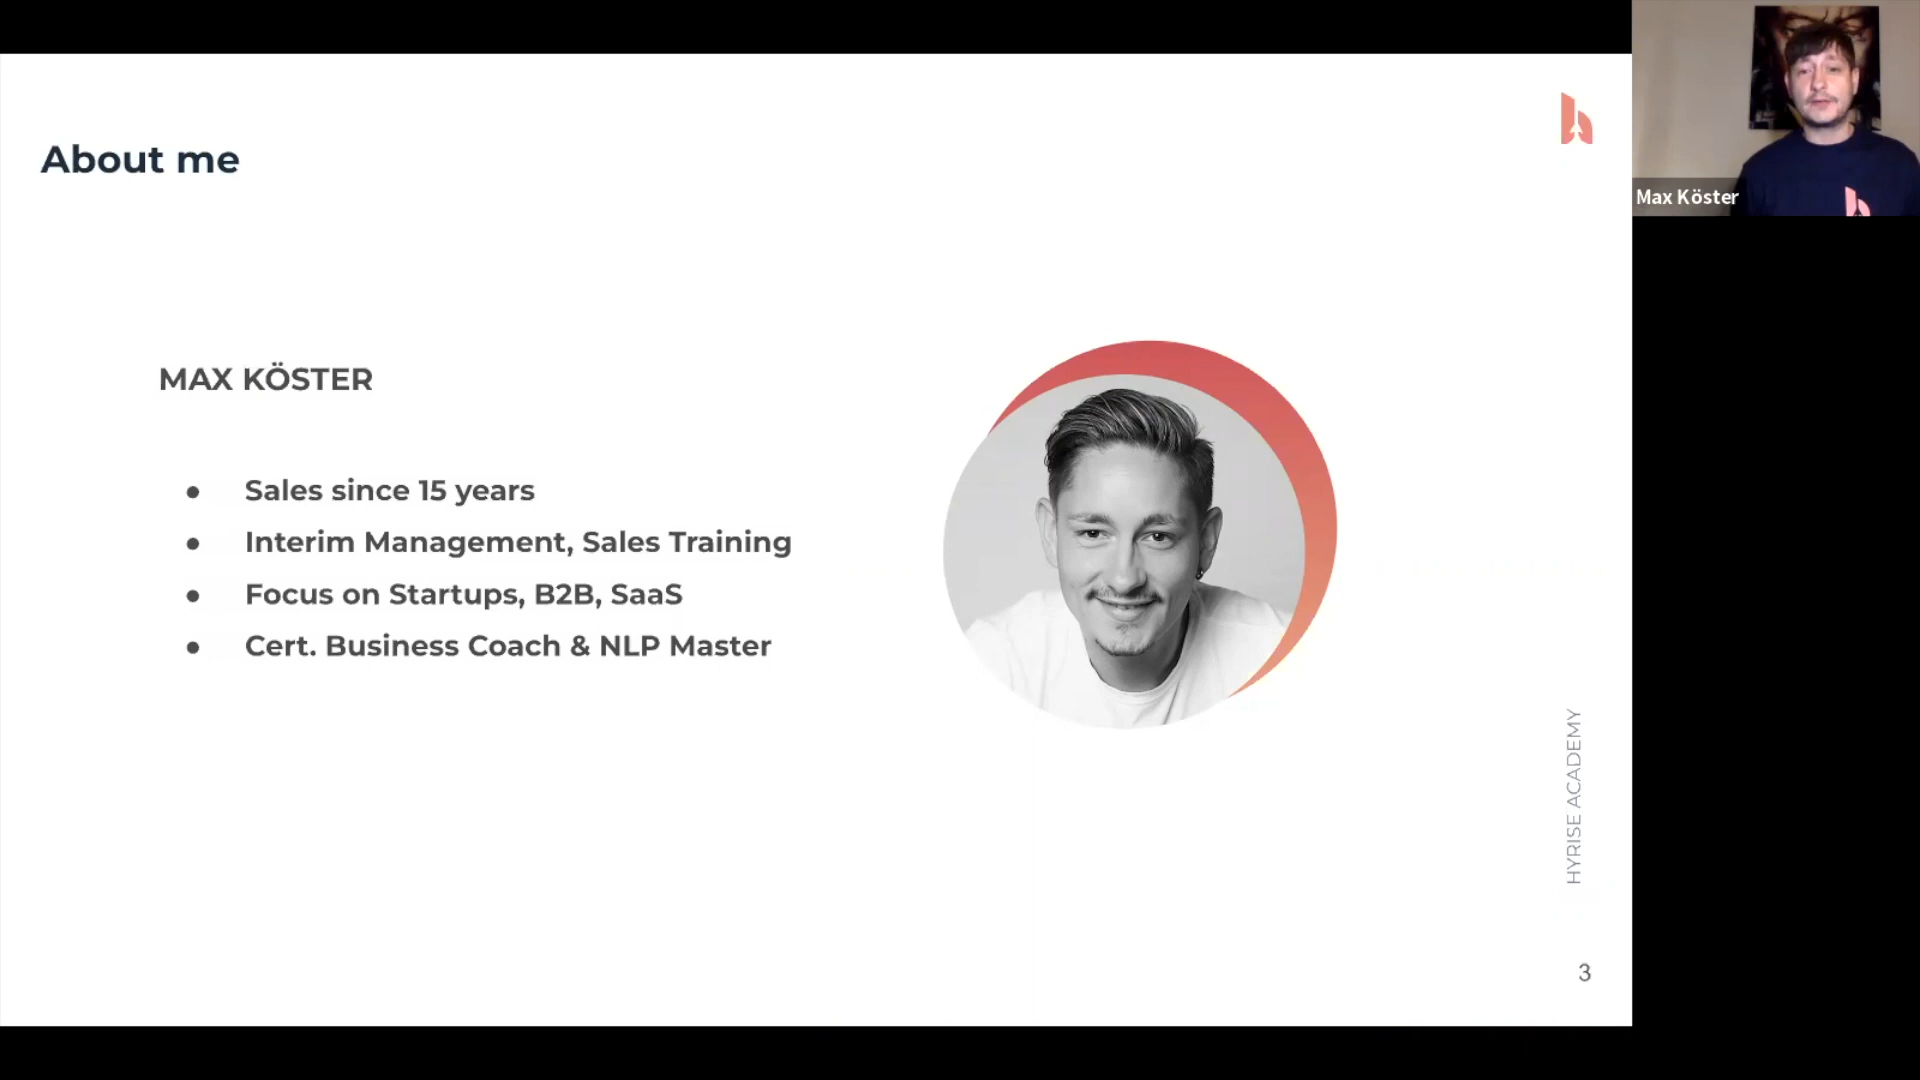 About me
MAX KÖSTER
● Sales since 15 years
● Interim Management, Sales Training
● Focus on Startups, B2B, SaaS
● Cert. Business Coach & NLP Master
HYRISE ACADEMY
3
Max Köster